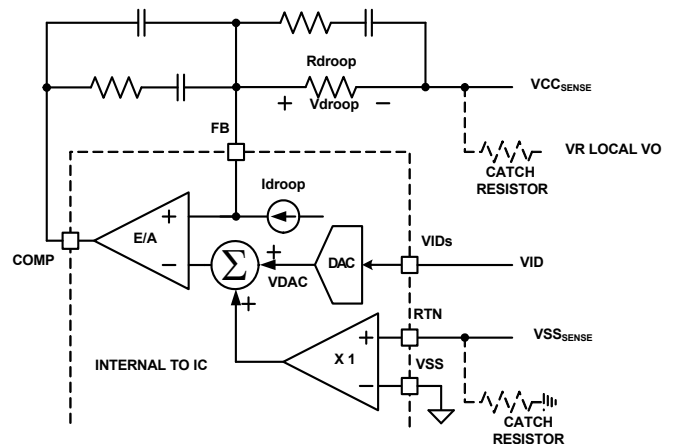 Rdroop
+ Vdroop −
VCCSENSE
FB
VR LOCAL VO
CATCH
RESISTOR
Idroop
+
E/A
−
COMP
Σ
+
+
VDAC
DAC
VIDs
VID
RTN
VSSSENSE
+
X 1
−
VSS
INTERNAL TO IC
CATCH
RESISTOR